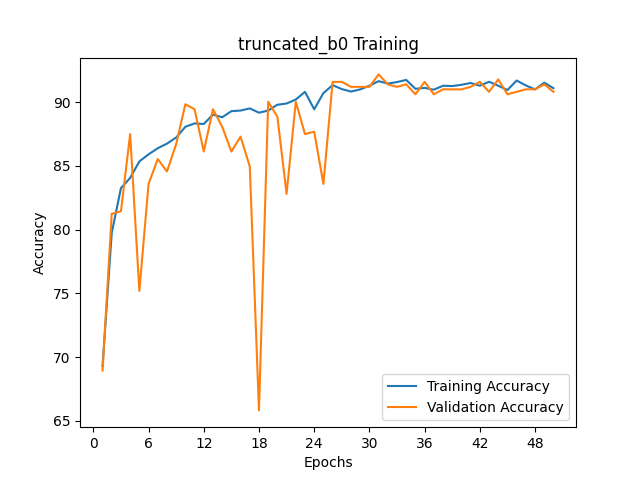 truncated_b0 Training
Accuracy
90
85
80
75
70
65
0 6 12 18 24 30 36 42 48
Epochs
Training Accuracy
Validation Accuracy